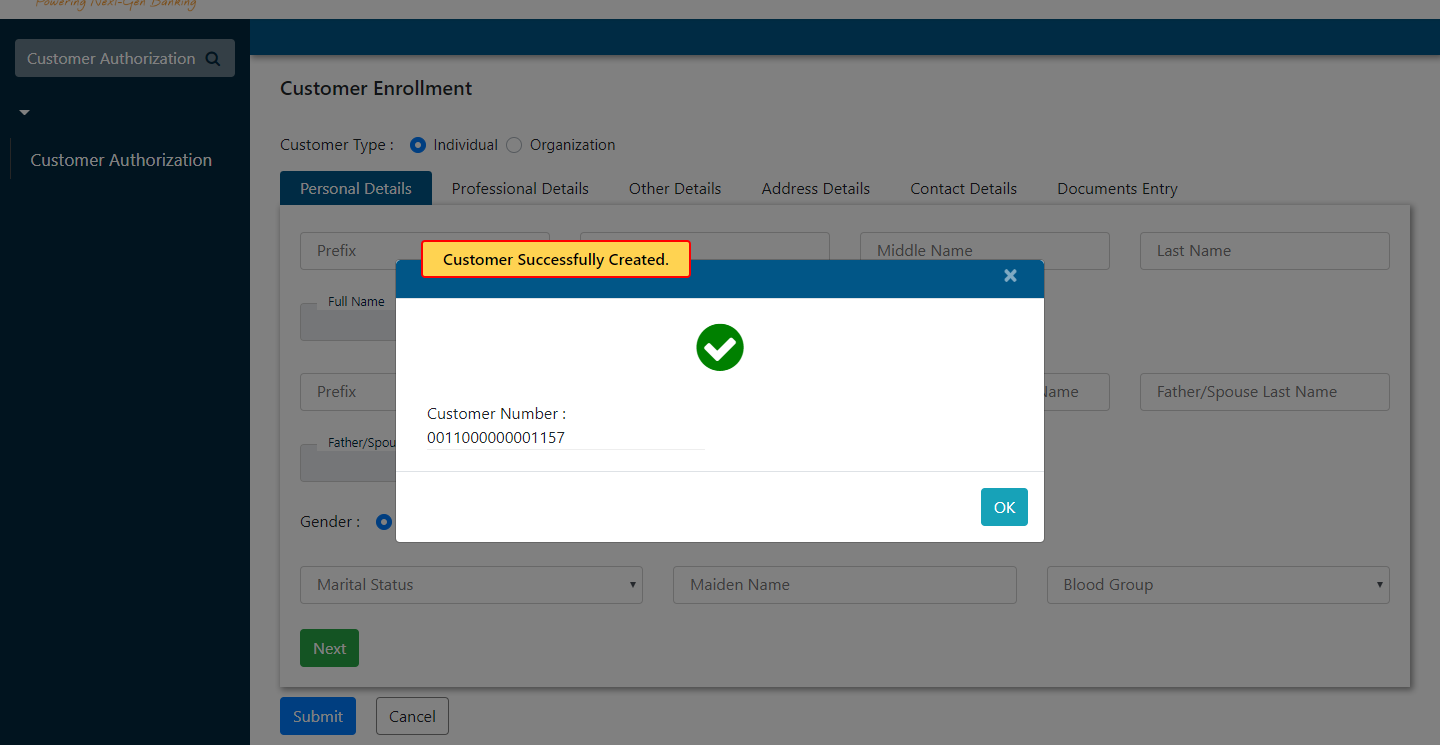 Powering Next-Gen Banking
Customer Authorization
Customer Authorization
Customer Enrollment
Customer Type : Individual Organization
Personal Details Professional Details Other Details Address Details Contact Details Documents Entry
Prefix Middle Name Last Name
Customer Successfully Created.
Full Name
Customer Number :
0011000000001157
OK
Prefix Name Father/Spouse Last Name
Father/Spou
Gender :
Marital Status Maiden Name Blood Group
Next
Submit Cancel